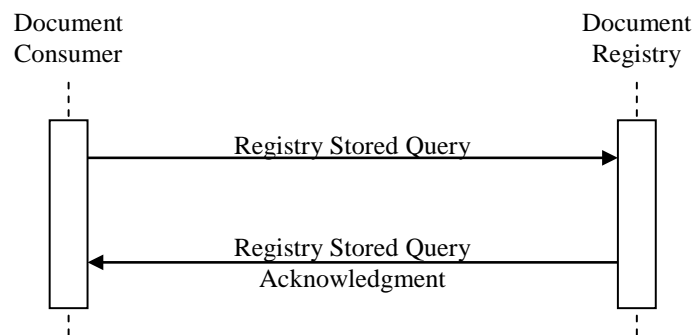 Document
Consumer
Document
Registry
Registry Stored Query
Registry Stored Query
Acknowledgment